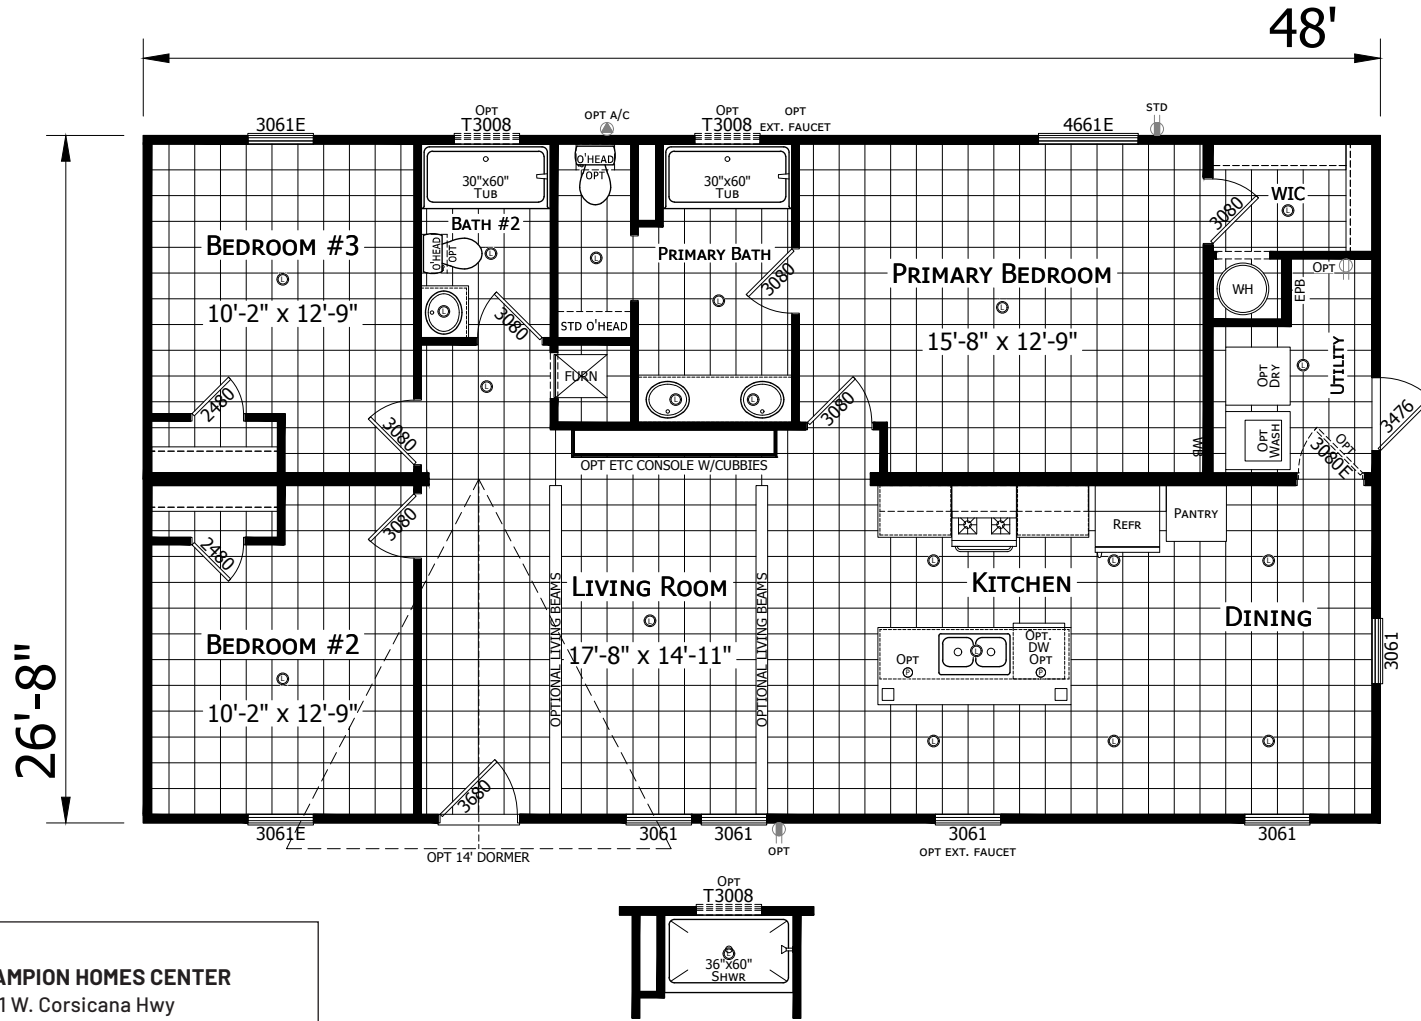 48'
26'-8"
3061E
OPT
T3008
OPT A/C
OPT
T3008
OPT
EXT. FAUCET
4661E
STD
30"x60"
TUB
BATH #2
O'HEAD
OPT
3080
O'HEAD
OPT
STD O'HEAD
FURN
30"x60"
TUB
PRIMARY BATH
3080
BEDROOM #3
10'-2" x 12'-9"
2480
3080
PRIMARY BEDROOM
15'-8" x 12'-9"
3080
3080
WIC
WH
EPB
OPT
UTILITY
OPT
DRY
OPT
WASH
WB
3476
OPT
3080E
OPT ETC CONSOLE W/CUBBIES
2480
3080
BEDROOM #2
10'-2" x 12'-9"
OPTIONAL LIVING BEAMS
LIVING ROOM
17'-8" x 14'-11"
OPTIONAL LIVING BEAMS
REFR
PANTRY
KITCHEN
DINING
OPT
P
OPT.
DW
OPT
P
3061
3680
3061E
OPT 14' DORMER
3061
3061
OPT
3061
OPT EXT. FAUCET
3061
OPT
T3008
36"x60"
SHWR
AMPION HOMES CENTER
1 W. Corsicana Hwy